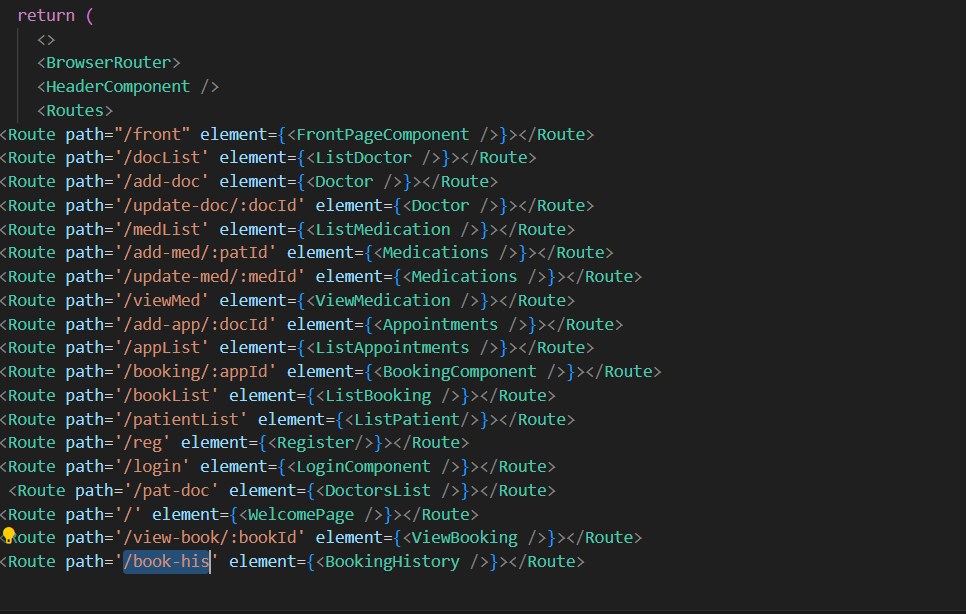 return (
<>
<BrowserRouter>
<HeaderComponent />
<Routes>
<Route path="/front" element={<FrontPageComponent />}></Route>
<Route path='/docList' element={<ListDoctor />}></Route>
<Route path='/add-doc' element={<Doctor />}></Route>
<Route path='/update-doc/:docId' element={<Doctor />}></Route>
<Route path='/medList' element={<ListMedication />}></Route>
<Route path='/add-med/:patId' element={<Medications />}></Route>
<Route path='/update-med/:medId' element={<Medications />}></Route>
<Route path='/viewMed' element={<ViewMedication />}></Route>
<Route path='/add-app/:docId' element={<Appointments />}></Route>
<Route path='/appList' element={<ListAppointments />}></Route>
<Route path='/booking/:appId' element={<BookingComponent />}></Route>
<Route path='/bookList' element={<ListBooking />}></Route>
<Route path='/patientList' element={<ListPatient/>}></Route>
<Route path='/reg' element={<Register/>}></Route>
<Route path='/login' element={<LoginComponent />}></Route>
<Route path='/pat-doc' element={<DoctorsList />}></Route>
<Route path='/' element={<WelcomePage />}></Route>
<Route path='/view-book/:bookId' element={<ViewBooking />}></Route>
<Route path='/book-his' element={<BookingHistory />}></Route>